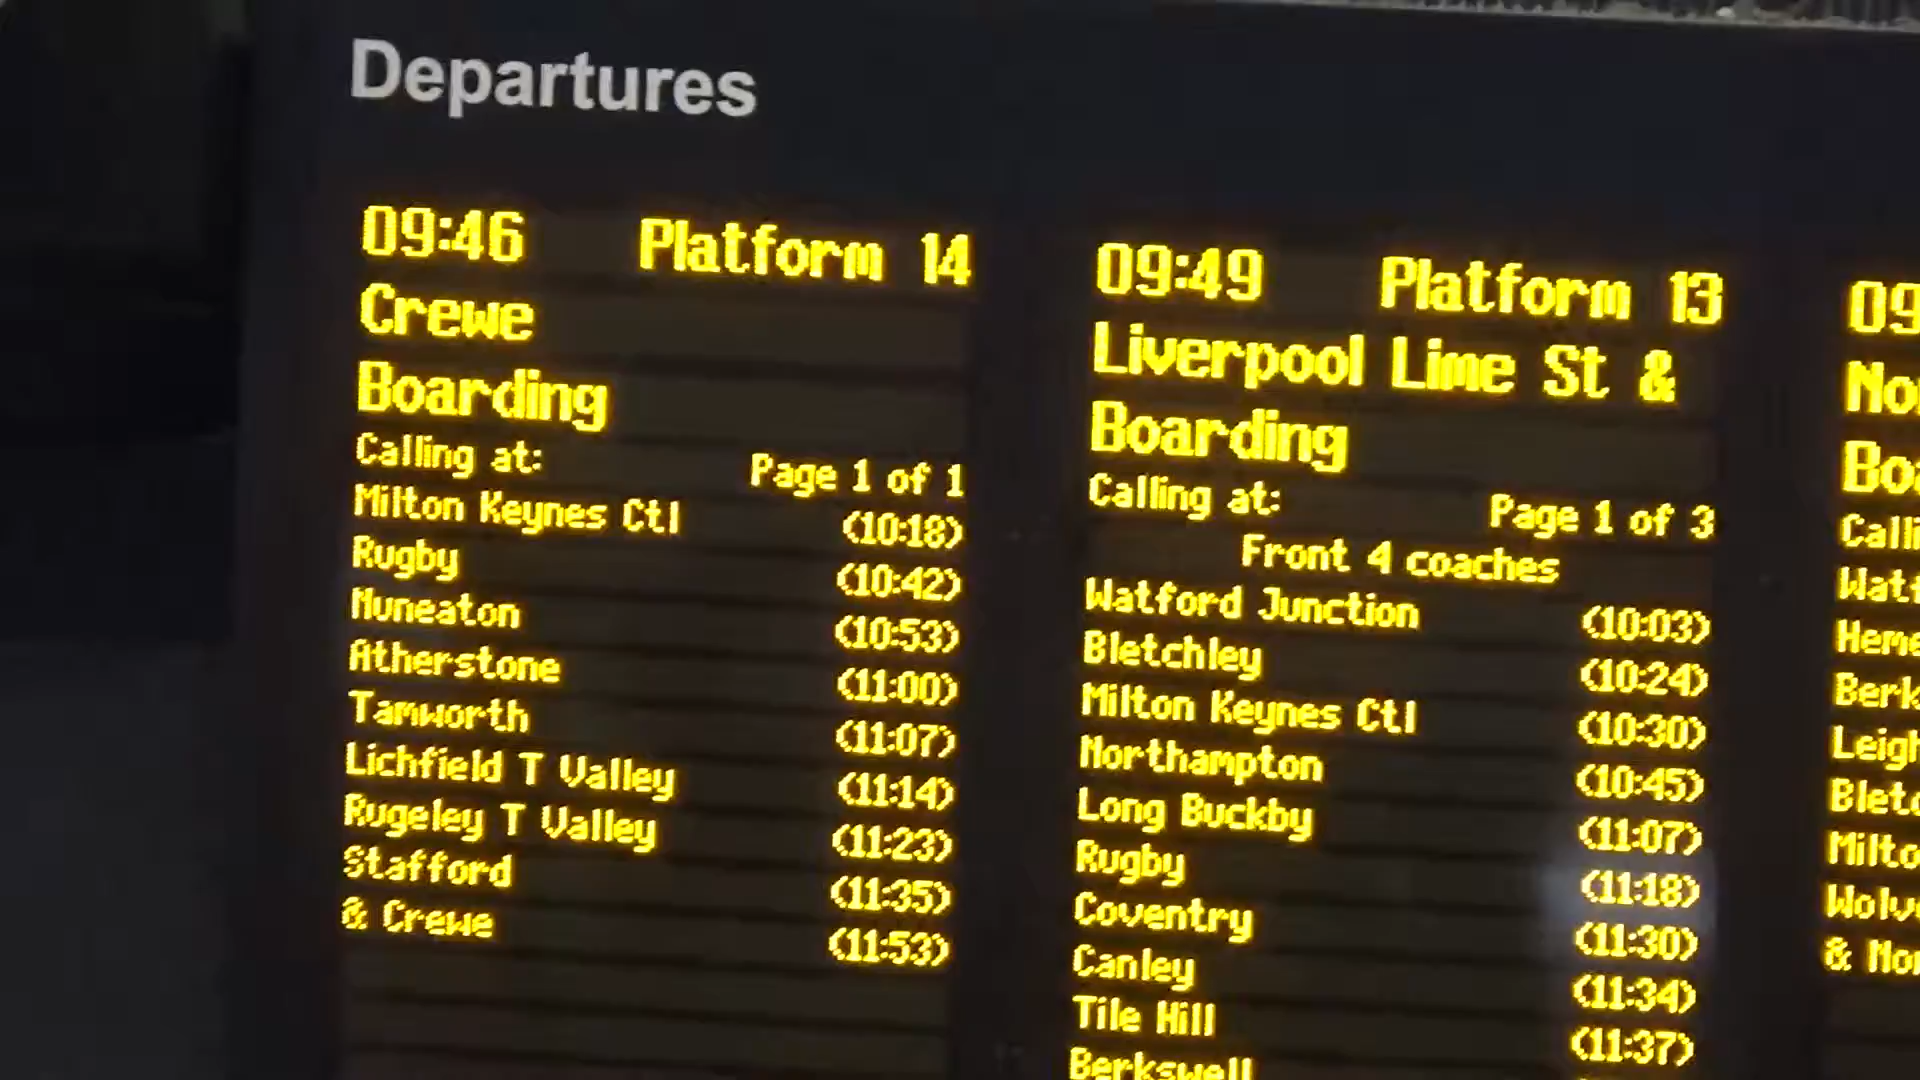 Departures
09:46 Platform 14
Crewe
Boarding
Calling at: Page 1 of 1
Milton Keynes Ctl (10:18)
Rugby (10:42)
Nuneaton (10:53)
Atherstone (11:00)
Tamworth (11:07)
Lichfield T Valley (11:14)
Rugeley T Valley (11:23)
Stafford (11:35)
& Crewe (11:53)
09:49 Platform 13
Liverpool Lime St &
Boarding
Calling at: Page 1 of 3
Front 4 coaches
Watford Junction (10:03)
Bletchley (10:24)
Milton Keynes Ctl (10:30)
Northampton (10:45)
Long Buckby (11:07)
Rugby (11:18)
Coventry (11:30)
Canley (11:34)
Tile Hill (11:37)
Berkswell
09
&